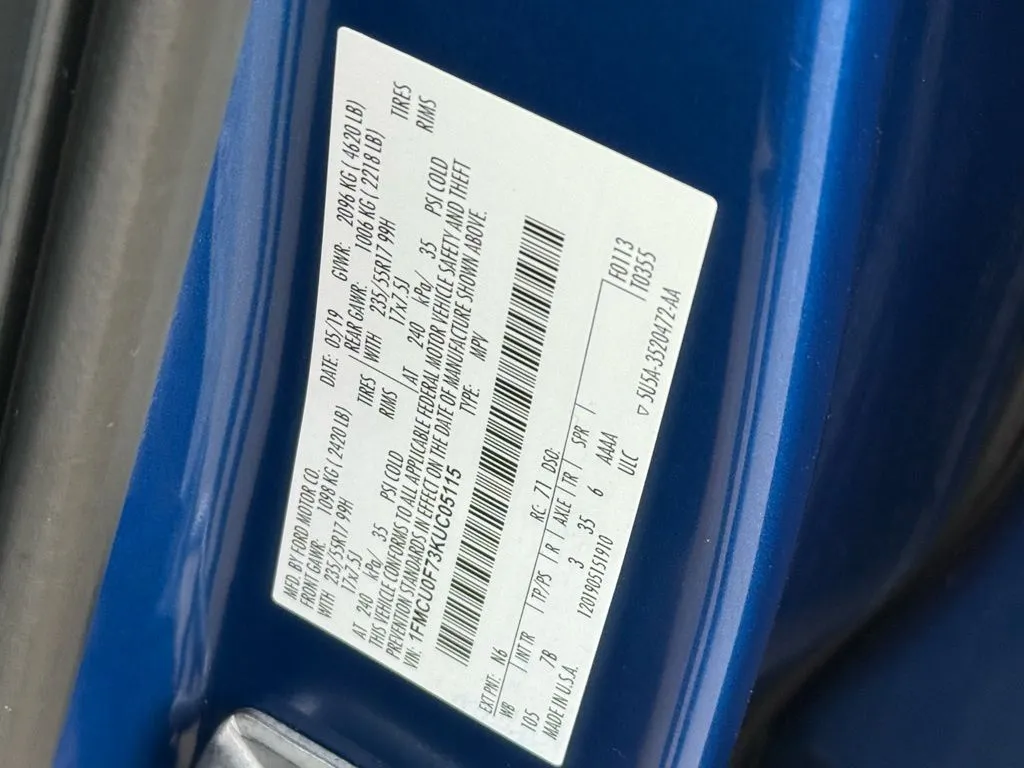 MFD. BY FORD MOTOR CO.
DATE: 05/19 GVWR: 2096 KG ( 4620 LB)
FRONT GAWR: 1098 KG ( 2420 LB) REAR GAWR: 1006 KG ( 2218 LB)
WITH 235/55R17 99H TIRES WITH 235/55R17 99H TIRES
17x7.5J RIMS 17x7.5J RIMS
AT 240 kPa/ 35 PSI COLD AT 240 kPa/ 35 PSI COLD
THIS VEHICLE CONFORMS TO ALL APPLICABLE FEDERAL MOTOR VEHICLE SAFETY AND THEFT
PREVENTION STANDARDS IN EFFECT ON THE DATE OF MANUFACTURE SHOWN ABOVE.
VIN: 1FMCU0F73KUC05115 TYPE: MPV
EXT PNT: N6 RC: 71 DSO: F0113
WB INT TR TP/PS R AXLE TR SPR T0355
105 7B 3 35 6 AAAA
MADE IN U.S.A. 1201905151910 ULC ▽ 5U5A-3520472-AA